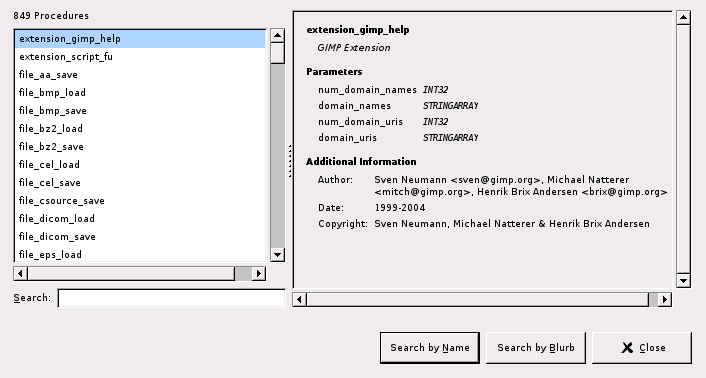 849 Procedures
extension_gimp_help
extension_script_fu
file_aa_save
file_bmp_load
file_bmp_save
file_bz2_load
file_bz2_save
file_cel_load
file_cel_save
file_csource_save
file_dicom_load
file_dicom_save
file_eps_load
Search:
extension_gimp_help
GIMP Extension
Parameters
num_domain_names INT32
domain_names STRINGARRAY
num_domain_uris INT32
domain_uris STRINGARRAY
Additional Information
Author: Sven Neumann <sven@gimp.org>, Michael Natterer
<mitch@gimp.org>, Henrik Brix Andersen <brix@gimp.org>
Date: 1999-2004
Copyright: Sven Neumann, Michael Natterer & Henrik Brix Andersen
Search by Name
Search by Blurb
Close